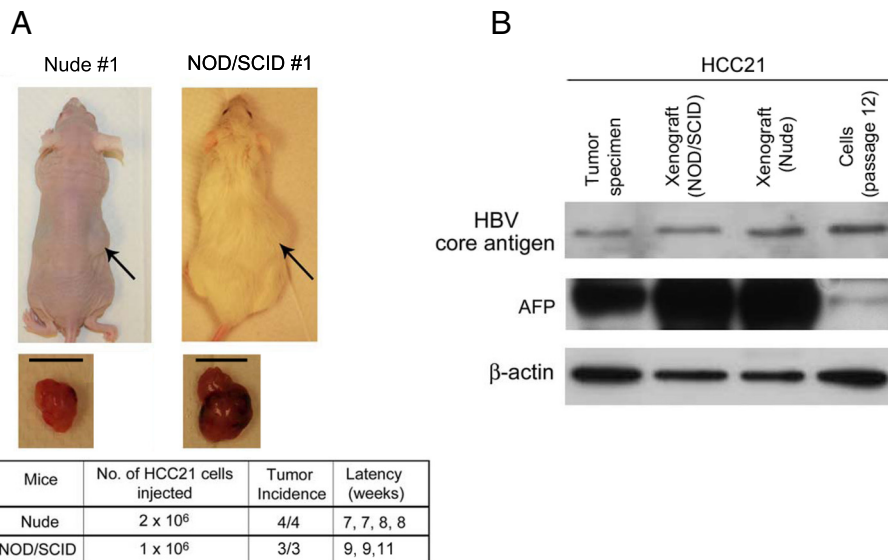 A
Nude #1
NOD/SCID #1
Mice
No. of HCC21 cells
injected
Tumor
Incidence
Latency
(weeks)
Nude
2 x 10⁶
4/4
7, 7, 8, 8
NOD/SCID
1 x 10⁶
3/3
9, 9,11
B
HCC21
Tumor
specimen
Xenograft
(NOD/SCID)
Xenograft
(Nude)
Cells
(passage 12)
HBV
core antigen
AFP
β-actin